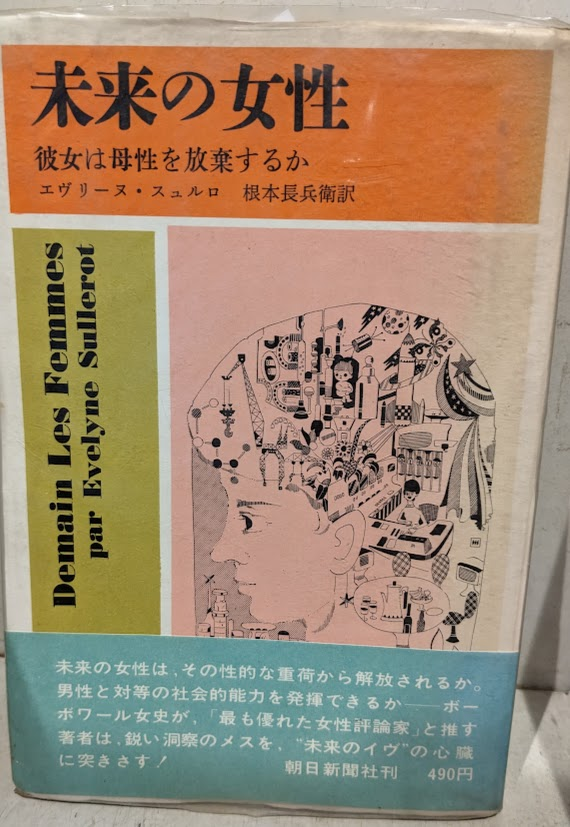 未来の女性
彼女は母性を放棄するか
エヴリーヌ・スュルロ 根本長兵衛訳
Demain Les Femmes
par Evelyne Sullerot
未来の女性は、その性的な重荷から解放されるか。
男性と対等の社会的能力を発揮できるか──ボー
ボワール女史が、「最も優れた女性評論家」と推す
著者は、鋭い洞察のメスを、“未来のイヴ”の心臓
に突きさす!
朝日新聞社刊 490円